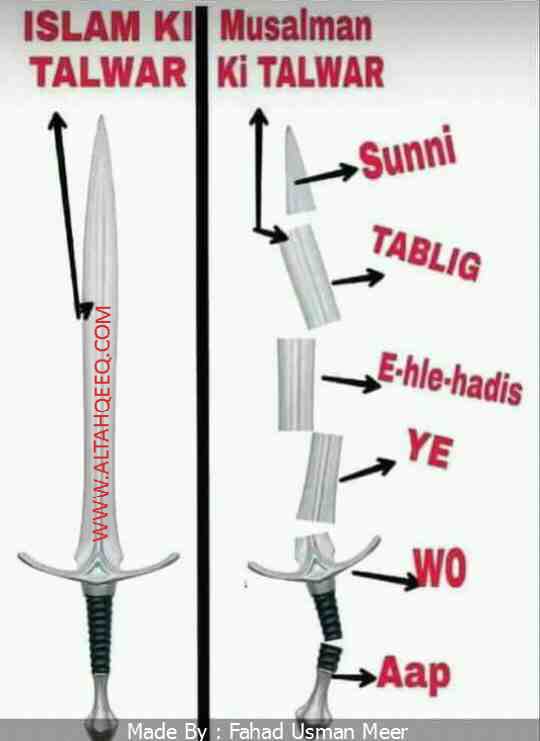 ISLAM KI
TALWAR
Musalman
Ki TALWAR
WWW.ALTAHQEEQ.COM
Sunni
TABLIG
E-hle-hadis
YE
WO
Aap
Made By : Fahad Usman Meer